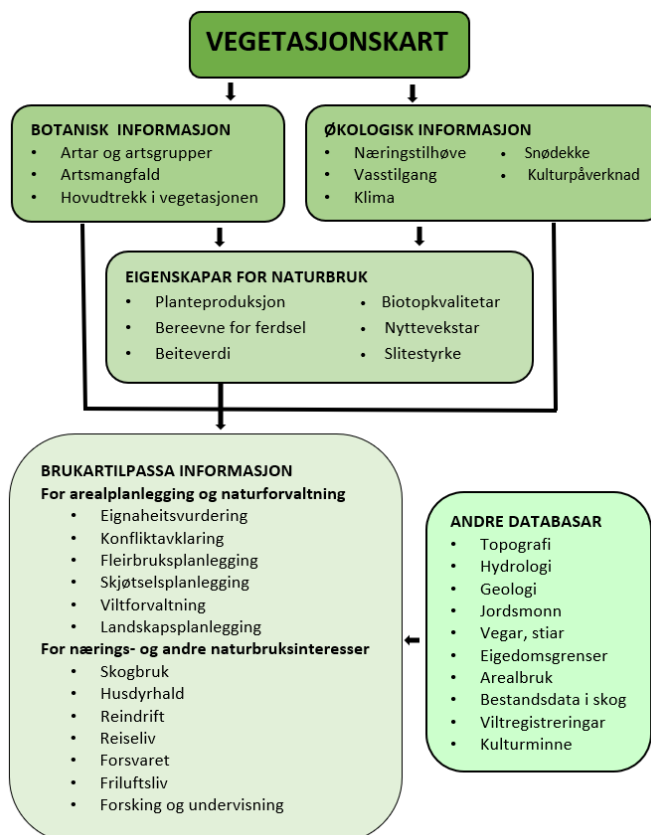 VEGETASJONSKART
BOTANISK INFORMASJON
• Artar og artsgrupper
• Artsmangfald
• Hovudtrekk i vegetasjonen
ØKOLOGISK INFORMASJON
• Næringstilhøve
• Vasstilgang
• Klima
• Snødekke
• Kulturpåverknad
EIGENSKAPAR FOR NATURBRUK
• Planteproduksjon
• Bereevne for ferdsel
• Beiteverdi
• Biotopkvalitetar
• Nyttevekstar
• Slitestyrke
BRUKARTILPASSA INFORMASJON
For arealplanlegging og naturforvaltning
• Eignaheitsvurdering
• Konfliktavklaring
• Fleirbruksplanlegging
• Skjøtselsplanlegging
• Viltforvaltning
• Landskapsplanlegging
For nærings- og andre naturbruksinteresser
• Skogbruk
• Husdyrhald
• Reindrift
• Reiseliv
• Forsvaret
• Friluftsliv
• Forsking og undervisning
ANDRE DATABASAR
• Topografi
• Hydrologi
• Geologi
• Jordsmonn
• Vegar, stiar
• Eigedomsgrenser
• Arealbruk
• Bestandsdata i skog
• Viltregistreringar
• Kulturminne